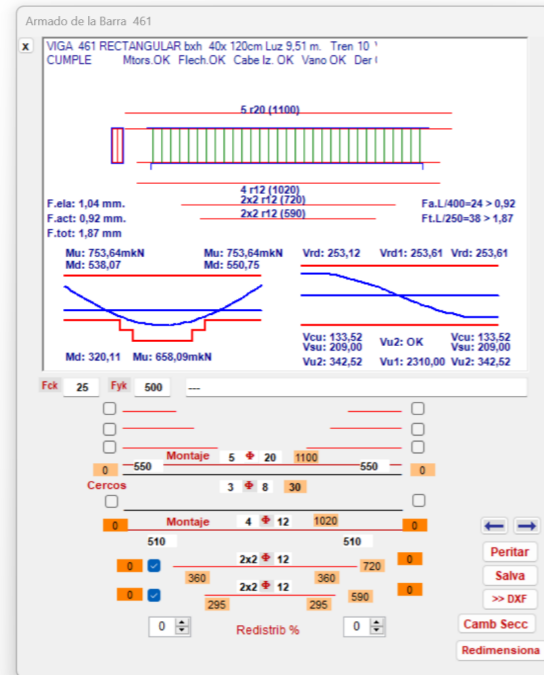 Armado de la Barra 461
x
VIGA 461 RECTANGULAR bxh 40x 120cm Luz 9,51 m. Tren 10
CUMPLE Mtors.OK Flech.OK Cabe Iz. OK Vano OK Der
5 r20 (1100)
4 r12 (1020)
2x2 r12 (720)
2x2 r12 (590)
F.ela: 1,04 mm.
F.act: 0,92 mm.
F.tot: 1,87 mm
Fa.L/400=24 > 0,92
Ft.L/250=38 > 1,87
Mu: 753,64mkN Mu: 753,64mkN Vrd: 253,12 Vrd1: 253,61 Vrd: 253,61
Md: 538,07 Md: 550,75
Vcu: 133,52 Vu2: OK Vcu: 133,52
Vsu: 209,00 Vsu: 209,00
Md: 320,11 Mu: 658,09mkN Vu2: 342,52 Vu1: 2310,00 Vu2: 342,52
Fck 25 Fyk 500 ---
Montaje 5 Φ 20 1100
0 550 550 0
Cercos 3 Φ 8 30
0 Montaje 4 Φ 12 1020 0
510 510
0 2x2 Φ 12 720 0
360 360
0 2x2 Φ 12 590 0
295 295
0 Redistrib % 0
Peritar
Salva
>> DXF
Camb Secc
Redimensiona